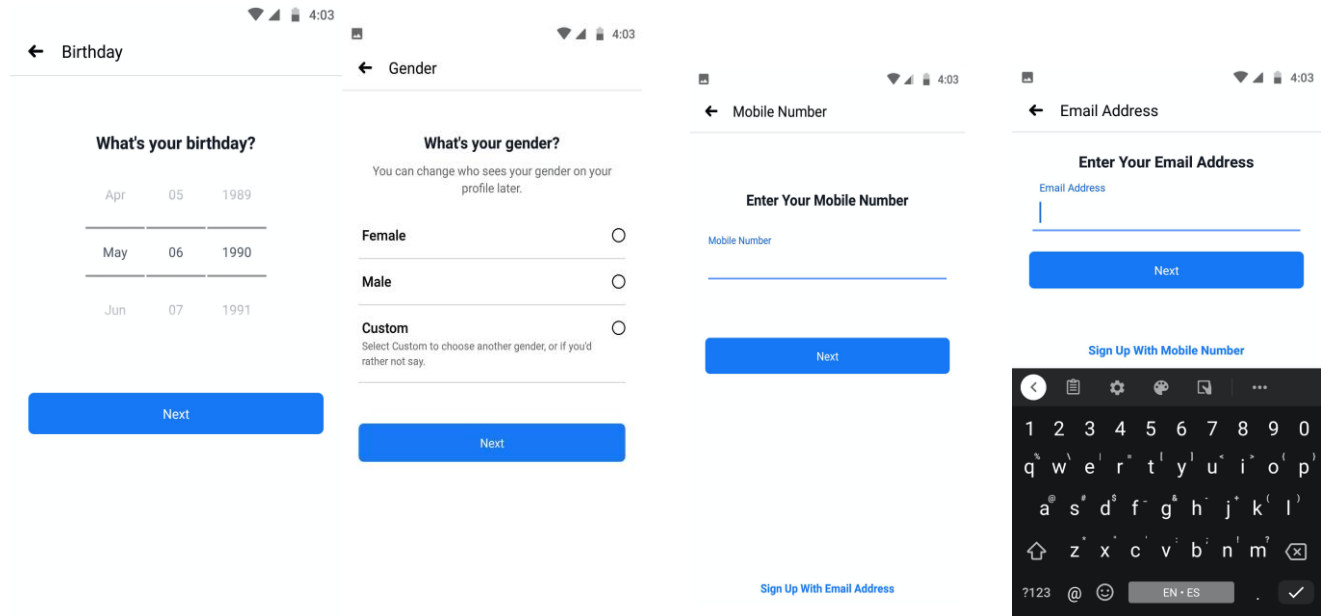 4:03
Birthday
What's your birthday?
Apr 05 1989
May 06 1990
Jun 07 1991
Next
4:03
Gender
What's your gender?
You can change who sees your gender on your
profile later.
Female
Male
Custom
Select Custom to choose another gender, or if you'd
rather not say.
Next
4:03
Mobile Number
Enter Your Mobile Number
Mobile Number
Next
Sign Up With Email Address
4:03
Email Address
Enter Your Email Address
Email Address
Next
Sign Up With Mobile Number
1 2 3 4 5 6 7 8 9 0
q w e r t y u i o p
a s d f g h j k l
z x c v b n m
?123 @ EN • ES .